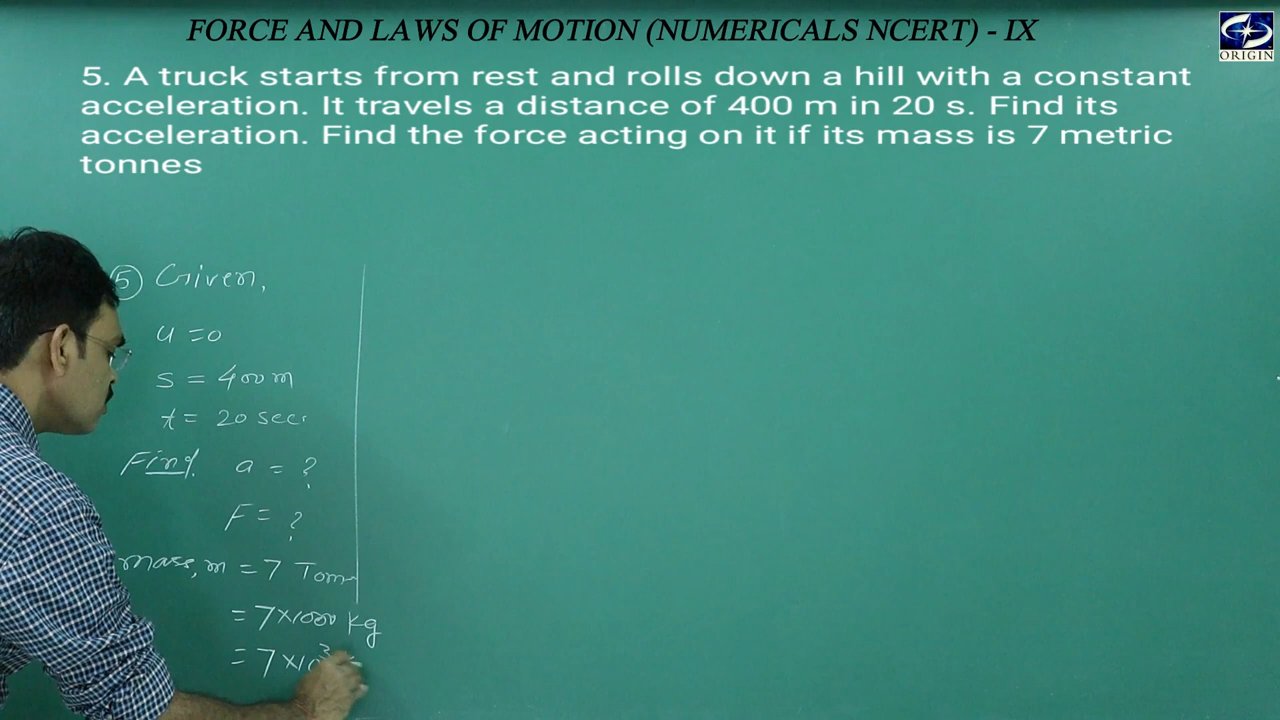 FORCE AND LAWS OF MOTION (NUMERICALS NCERT) - IX
ORIGIN
5. A truck starts from rest and rolls down a hill with a constant
acceleration. It travels a distance of 400 m in 20 s. Find its
acceleration. Find the force acting on it if its mass is 7 metric
tonnes
5 Given,
u = 0
s = 400 m
t = 20 sec.
Find a = ?
F = ?
mass, m = 7
= 7 × 1000 kg
= 7 × 10³